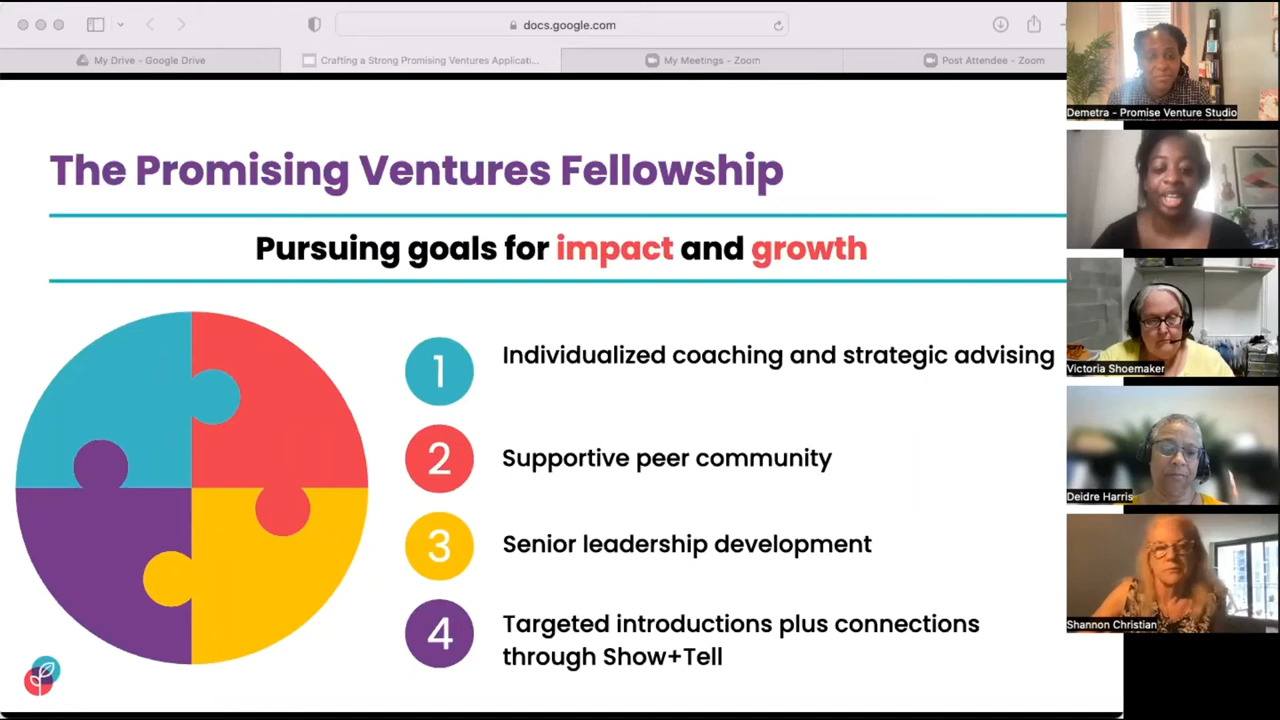 docs.google.com
My Drive - Google Drive
Crafting a Strong Promising Ventures Applicati...
My Meetings - Zoom
Post Attendee - Zoom
Demetra - Promise Venture Studio
The Promising Ventures Fellowship
Pursuing goals for impact and growth
1 Individualized coaching and strategic advising
Victoria Shoemaker
2 Supportive peer community
Deidre Harris
3 Senior leadership development
4 Targeted introductions plus connections
through Show+Tell
Shannon Christian